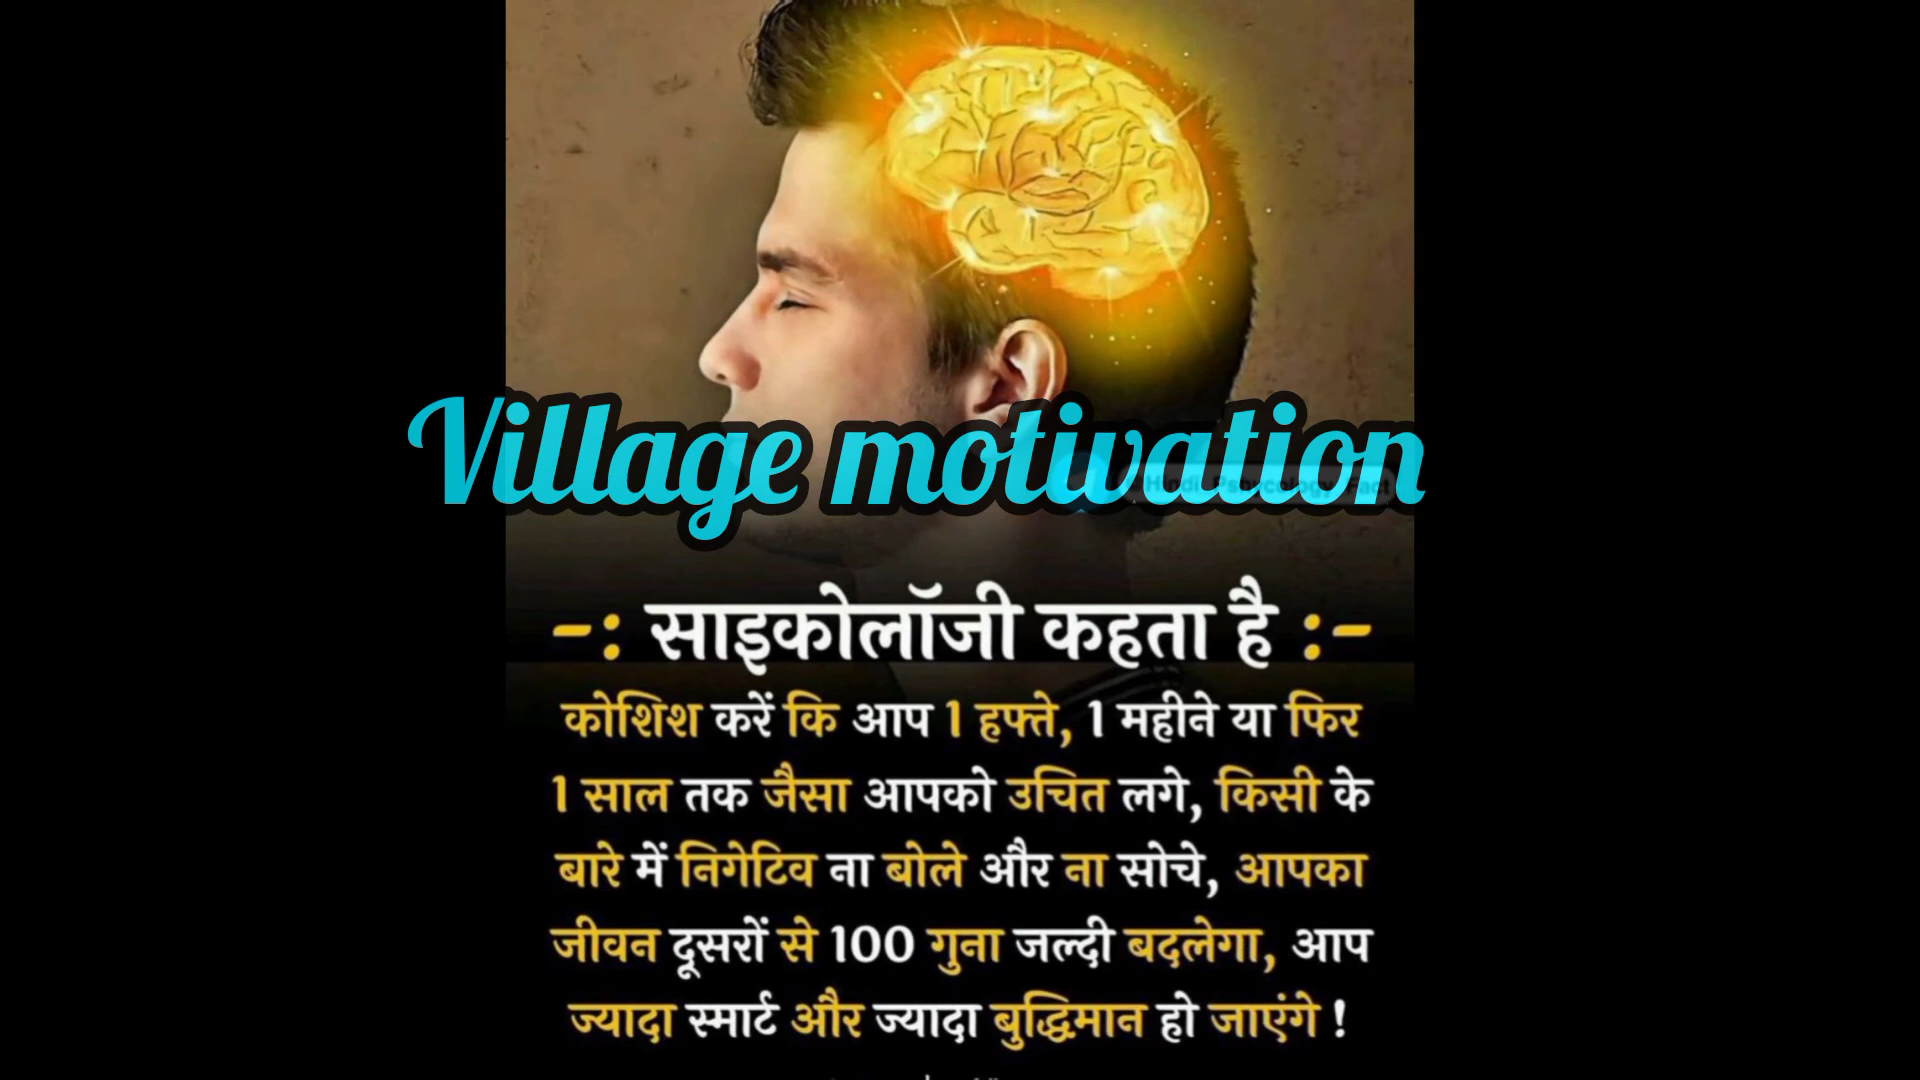 Village motivation
@Hindi_Psnycology_Fact
-: साइकोलॉजी कहता है :-
कोशिश करें कि आप 1 हफ्ते, 1 महीने या फिर
1 साल तक जैसा आपको उचित लगे, किसी के
बारे में निगेटिव ना बोले और ना सोचे, आपका
जीवन दूसरों से 100 गुना जल्दी बदलेगा, आप
ज्यादा स्मार्ट और ज्यादा बुद्धिमान हो जाएंगे !